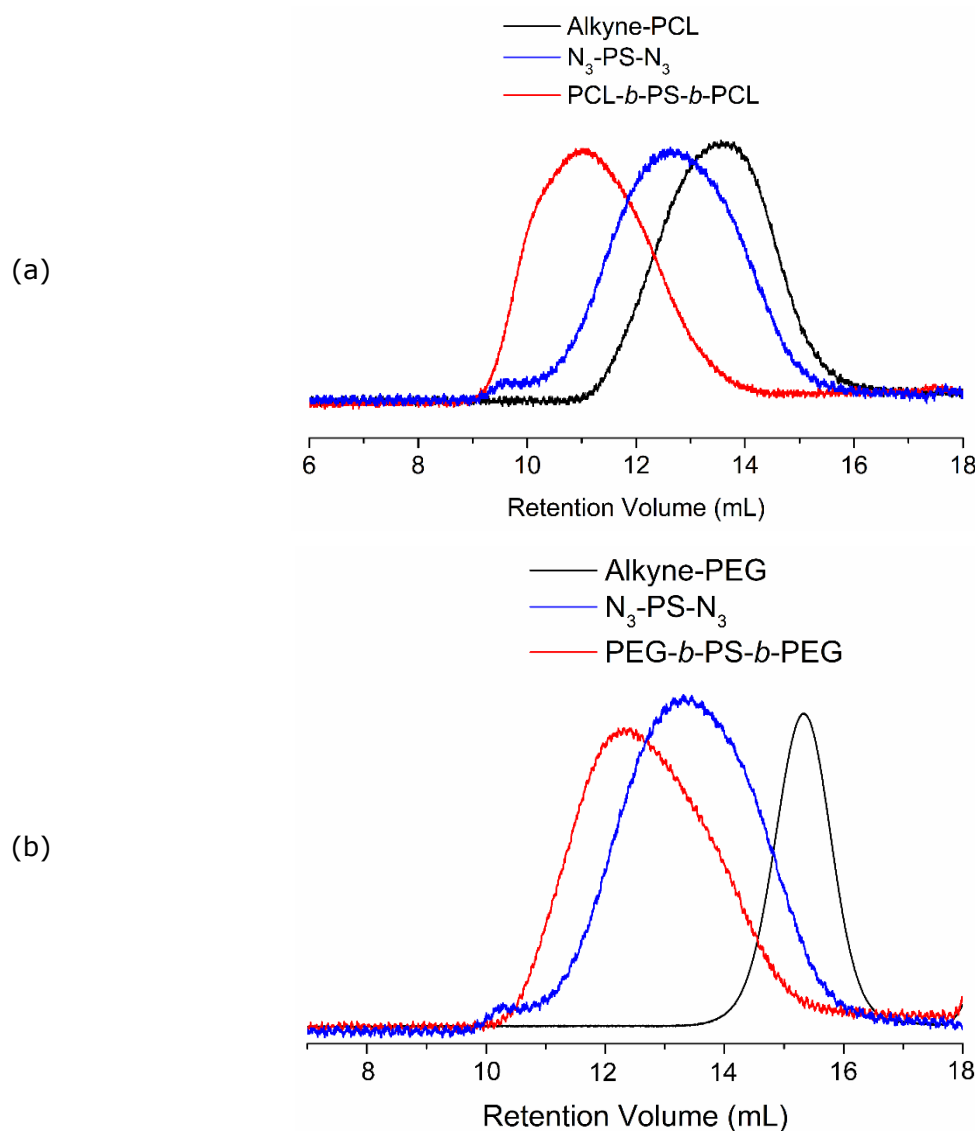 Alkyne-PCL
N₃-PS-N₃
PCL-b-PS-b-PCL
(a)
6 8 10 12 14 16 18
Retention Volume (mL)
Alkyne-PEG
N₃-PS-N₃
PEG-b-PS-b-PEG
(b)
8 10 12 14 16 18
Retention Volume (mL)